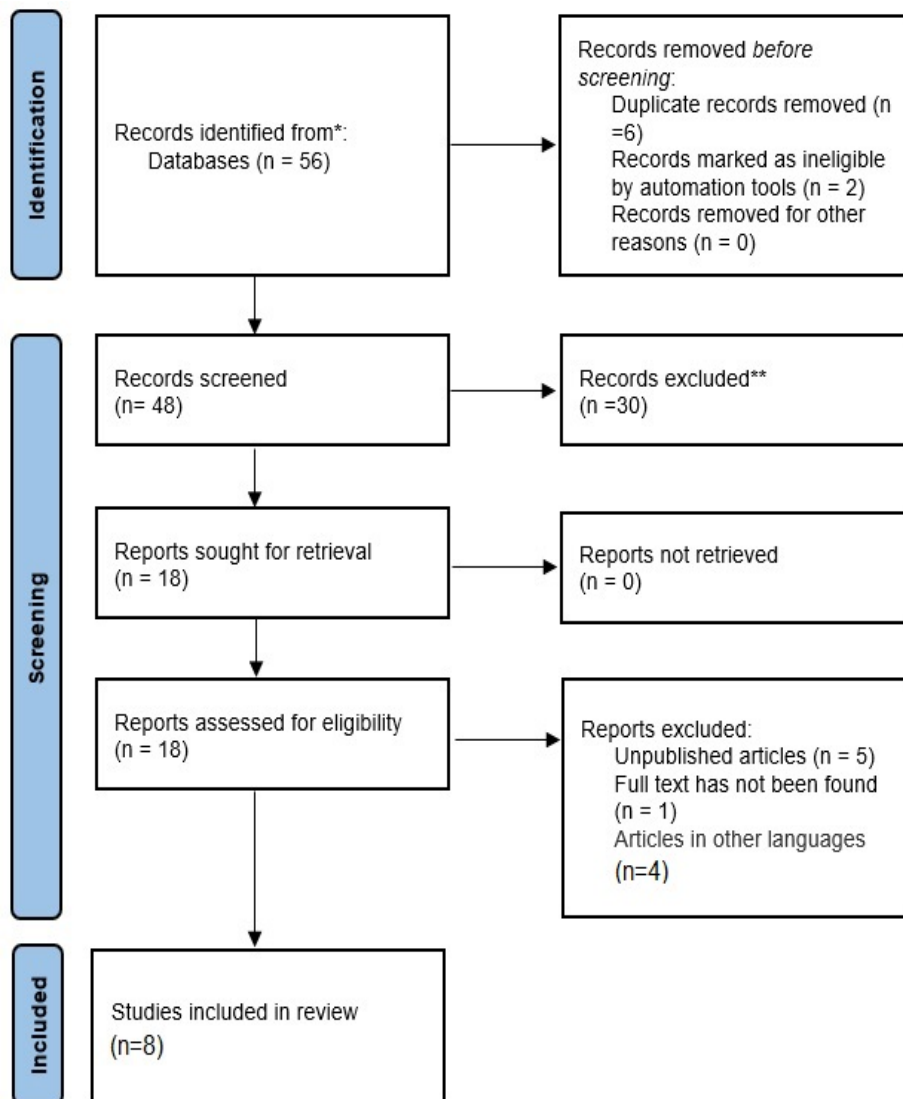 Identification
Records identified from*:
Databases (n = 56)
Records removed before
screening:
Duplicate records removed (n
=6)
Records marked as ineligible
by automation tools (n = 2)
Records removed for other
reasons (n = 0)
Screening
Records screened
(n= 48)
Records excluded**
(n =30)
Reports sought for retrieval
(n = 18)
Reports not retrieved
(n = 0)
Reports assessed for eligibility
(n = 18)
Reports excluded:
Unpublished articles (n = 5)
Full text has not been found
(n = 1)
Articles in other languages
(n=4)
Included
Studies included in review
(n=8)